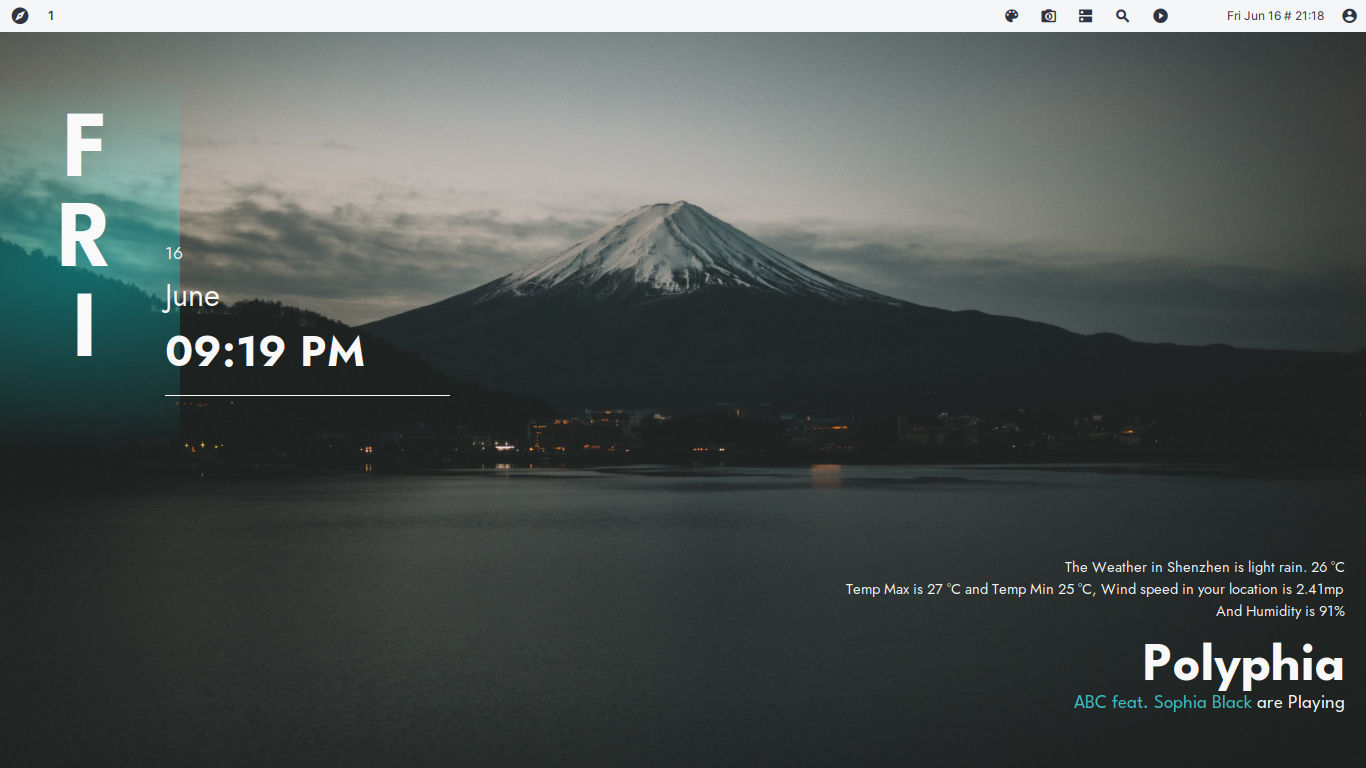 1
Fri Jun 16 # 21:18
F
R
I
16
June
09:19 PM
The Weather in Shenzhen is light rain. 26 °C
Temp Max is 27 °C and Temp Min 25 °C, Wind speed in your location is 2.41mp
And Humidity is 91%
Polyphia
ABC feat. Sophia Black are Playing